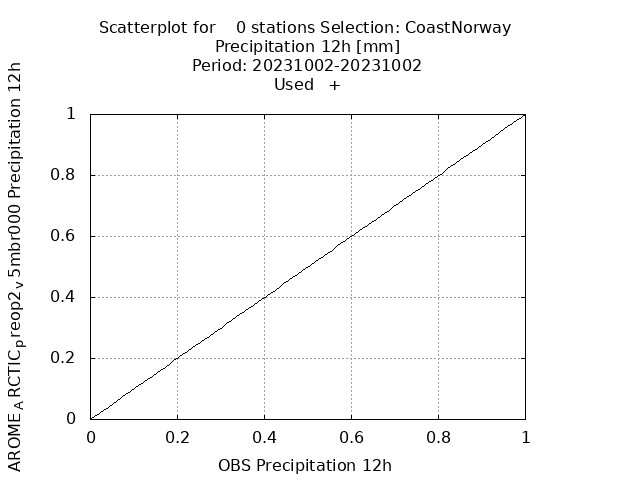 Scatterplot for    0 stations Selection: CoastNorway
Precipitation 12h [mm]
Period: 20231002-20231002
Used   +
1
0.8
0.6
0.4
0.2
0
0 0.2 0.4 0.6 0.8 1
OBS Precipitation 12h
AROME_ARCTIC_preop2_v5mbr000 Precipitation 12h